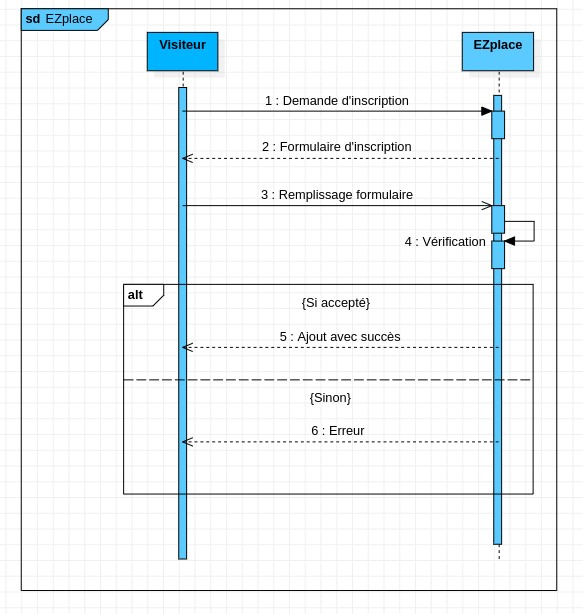 sd EZplace
Visiteur
EZplace
1 : Demande d'inscription
2 : Formulaire d'inscription
3 : Remplissage formulaire
4 : Vérification
alt
{Si accepté}
5 : Ajout avec succès
{Sinon}
6 : Erreur